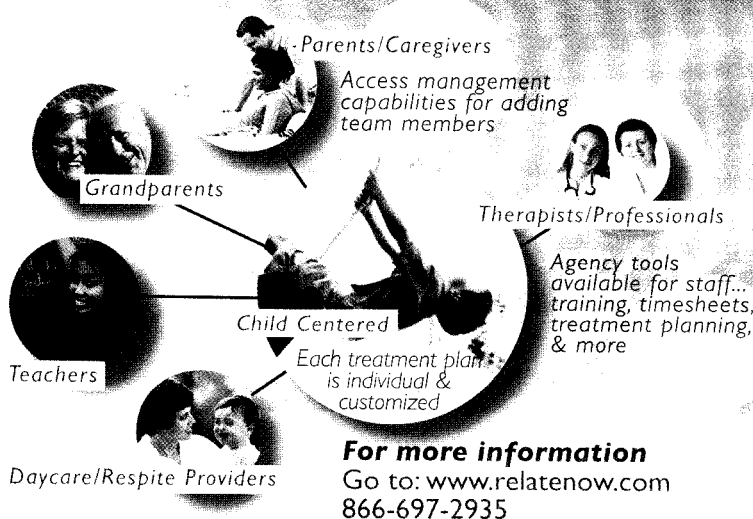 Parents/Caregivers
Access management
capabilities for adding
team members
Grandparents
Therapists/Professionals
Agency tools
available for staff...
training, timesheets,
treatment planning,
& more
Child Centered
Each treatment plan
is individual &
customized
Teachers
Daycare/Respite Providers
For more information
Go to: www.relatenow.com
866-697-2935